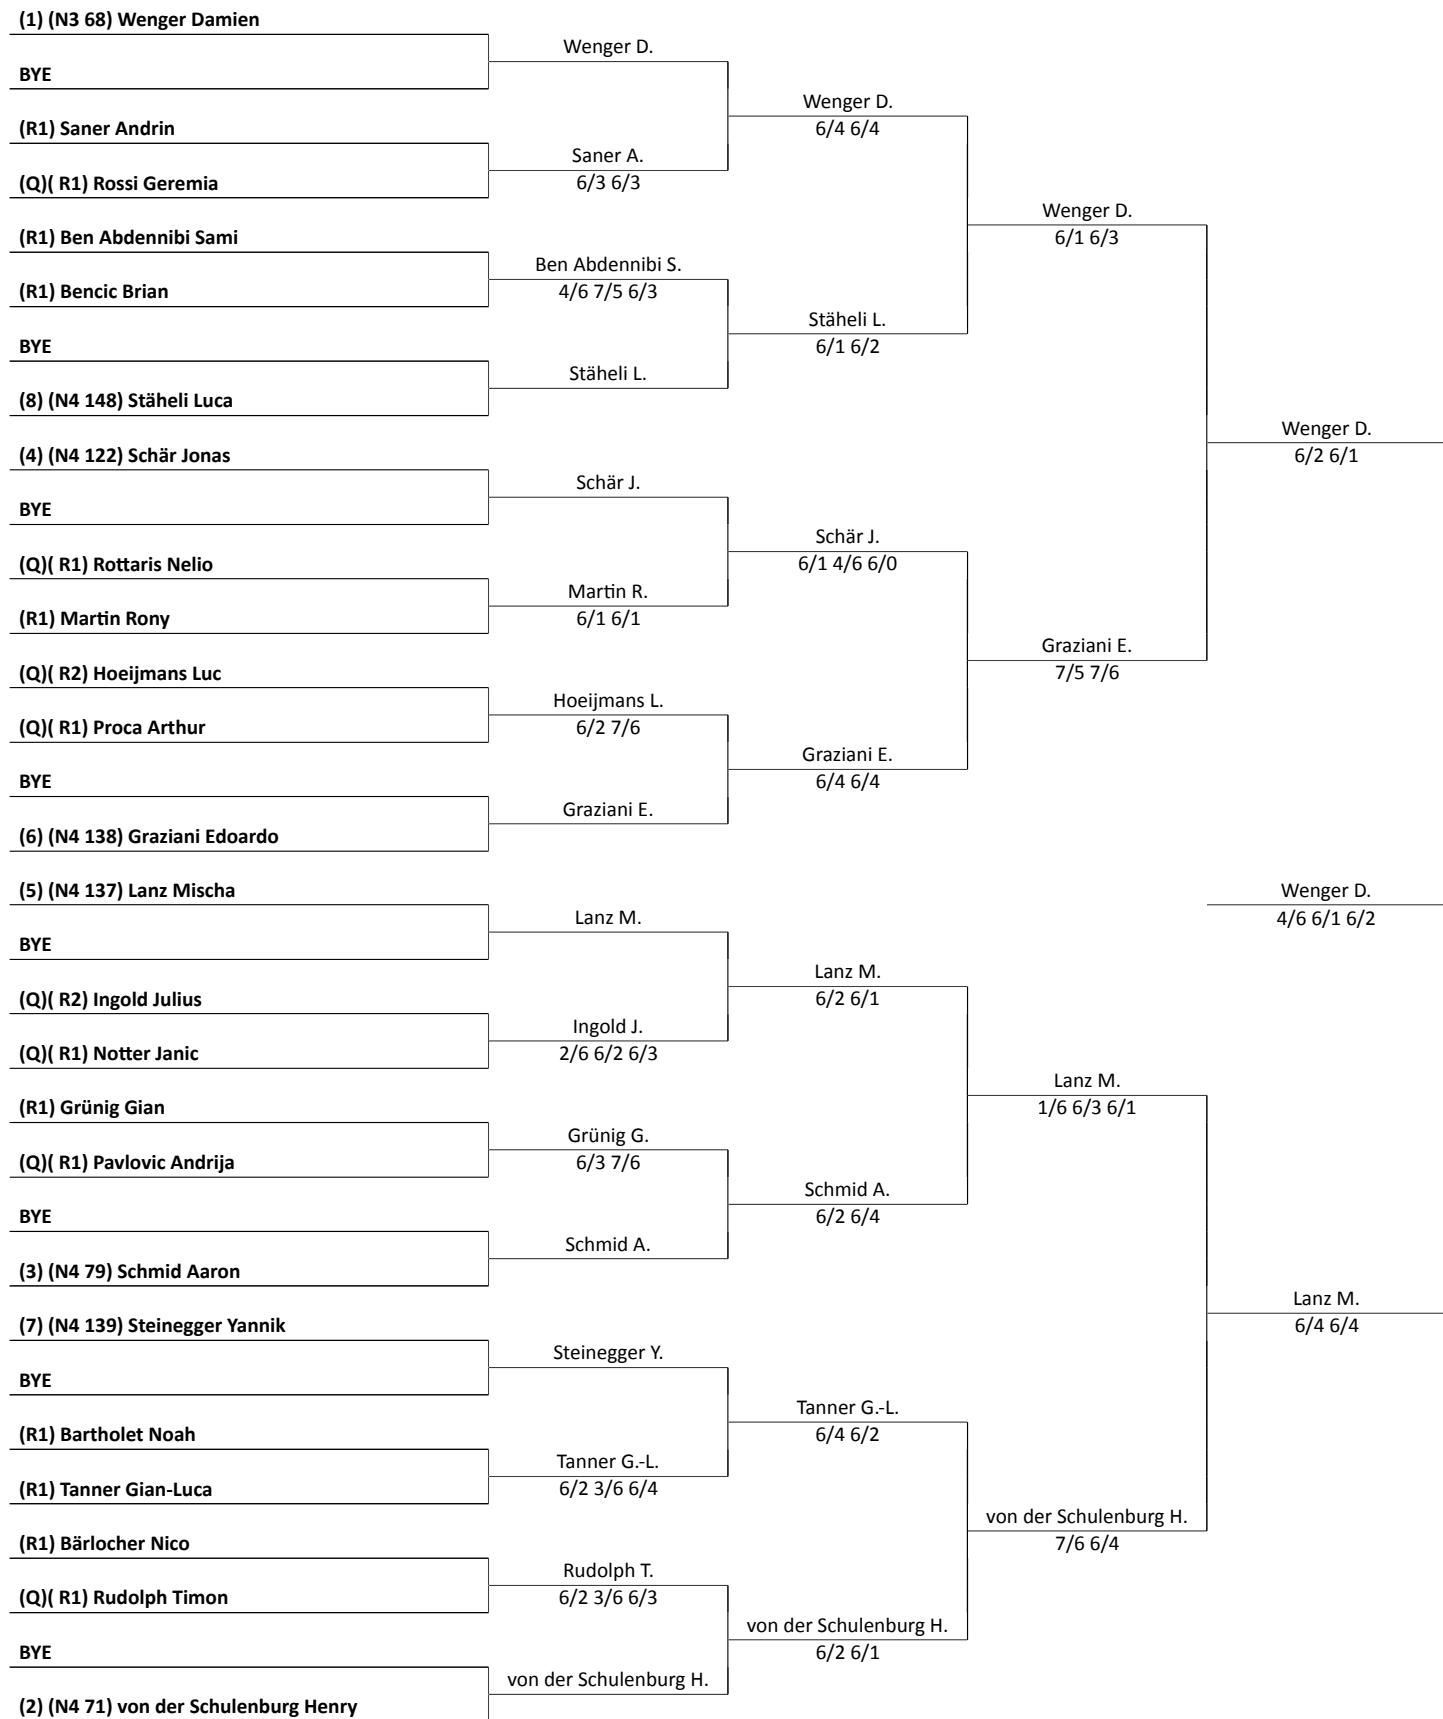 (1) (N3 68) Wenger Damien
BYE
(R1) Saner Andrin
(Q)( R1) Rossi Geremia
(R1) Ben Abdennibi Sami
(R1) Bencic Brian
BYE
(8) (N4 148) Stäheli Luca
(4) (N4 122) Schär Jonas
BYE
(Q)( R1) Rottaris Nelio
(R1) Martin Rony
(Q)( R2) Hoeijmans Luc
(Q)( R1) Proca Arthur
BYE
(6) (N4 138) Graziani Edoardo
(5) (N4 137) Lanz Mischa
BYE
(Q)( R2) Ingold Julius
(Q)( R1) Notter Janic
(R1) Grünig Gian
(Q)( R1) Pavlovic Andrija
BYE
(3) (N4 79) Schmid Aaron
(7) (N4 139) Steinegger Yannik
BYE
(R1) Bartholet Noah
(R1) Tanner Gian-Luca
(R1) Bärlocher Nico
(Q)( R1) Rudolph Timon
BYE
(2) (N4 71) von der Schulenburg Henry
Wenger D.
Saner A.
6/3 6/3
Ben Abdennibi S.
4/6 7/5 6/3
Stäheli L.
Schär J.
Martin R.
6/1 6/1
Hoeijmans L.
6/2 7/6
Graziani E.
Lanz M.
Ingold J.
2/6 6/2 6/3
Grünig G.
6/3 7/6
Schmid A.
Steinegger Y.
Tanner G.-L.
6/2 3/6 6/4
Rudolph T.
6/2 3/6 6/3
von der Schulenburg H.
Wenger D.
6/4 6/4
Stäheli L.
6/1 6/2
Schär J.
6/1 4/6 6/0
Graziani E.
6/4 6/4
Lanz M.
6/2 6/1
Schmid A.
6/2 6/4
Tanner G.-L.
6/4 6/2
von der Schulenburg H.
6/2 6/1
Wenger D.
6/1 6/3
Graziani E.
7/5 7/6
Lanz M.
1/6 6/3 6/1
von der Schulenburg H.
7/6 6/4
Wenger D.
6/2 6/1
Wenger D.
4/6 6/1 6/2
Lanz M.
6/4 6/4